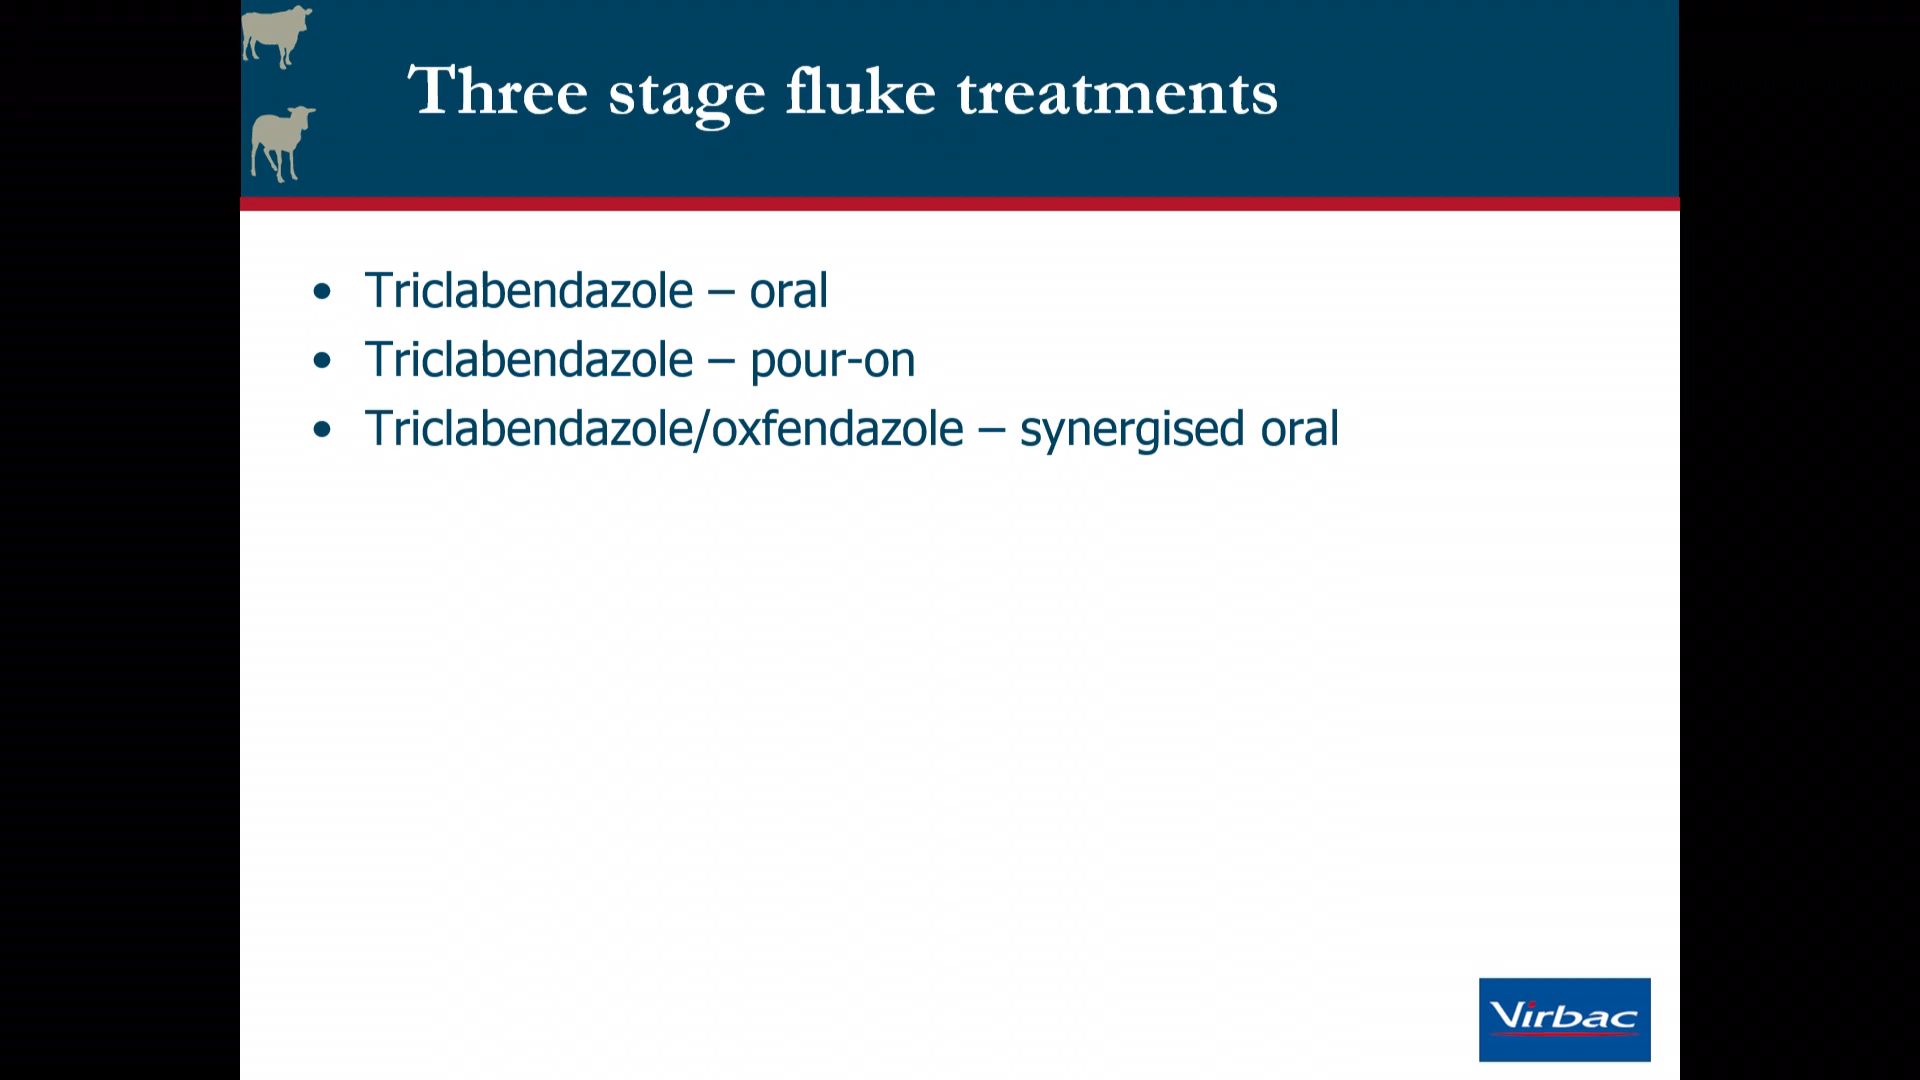 Three stage fluke treatments
• Triclabendazole – oral
• Triclabendazole – pour-on
• Triclabendazole/oxfendazole – synergised oral
Virbac